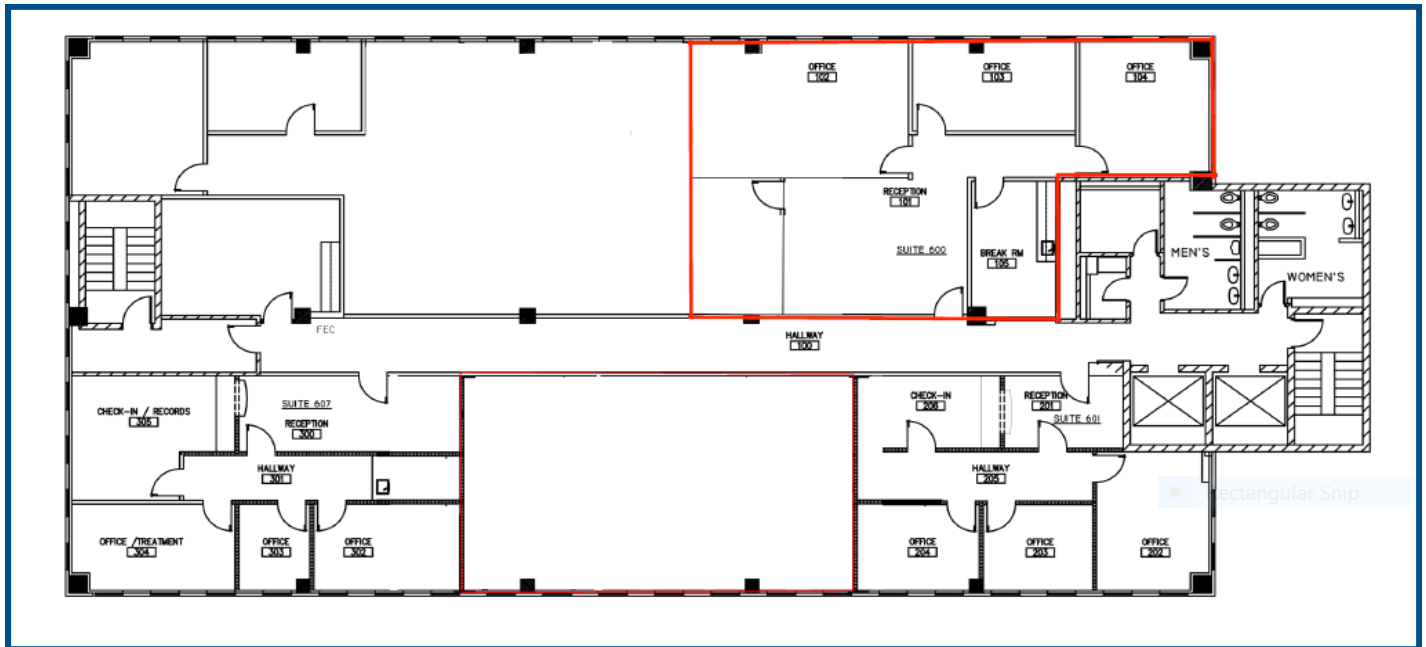 OFFICE
102
OFFICE
103
OFFICE
104
RECEPTION
101
SUITE 600
BREAK RM
105
MEN'S
WOMEN'S
FEC
HALLWAY
100
CHECK-IN / RECORDS
305
SUITE 607
RECEPTION
300
HALLWAY
301
OFFICE /TREATMENT
304
OFFICE
303
OFFICE
302
CHECK-IN
206
RECEPTION
201
SUITE 601
HALLWAY
205
OFFICE
204
OFFICE
203
OFFICE
202
Rectangular Snip